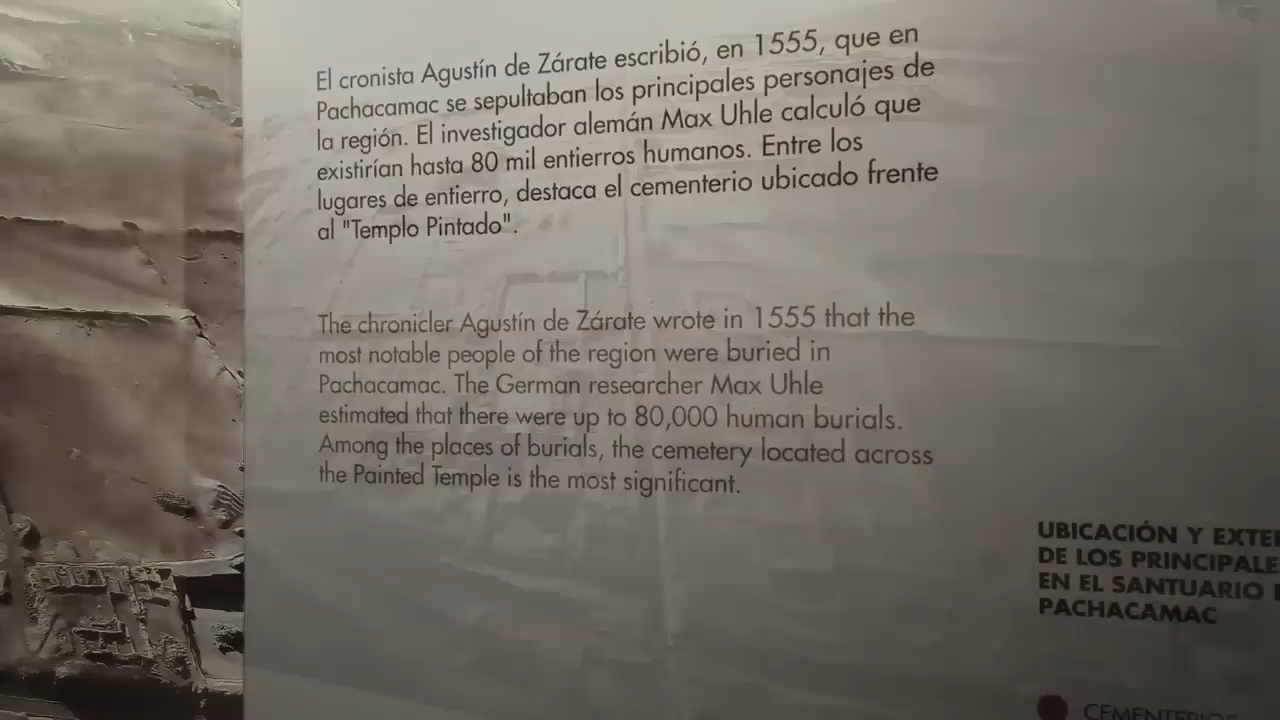 El cronista Agustín de Zárate escribió, en 1555, que en
Pachacamac se sepultaban los principales personajes de
la región. El investigador alemán Max Uhle calculó que
existirían hasta 80 mil entierros humanos. Entre los
lugares de entierro, destaca el cementerio ubicado frente
al "Templo Pintado".
The chronicler Agustín de Zárate wrote in 1555 that the
most notable people of the region were buried in
Pachacamac. The German researcher Max Uhle
estimated that there were up to 80,000 human burials.
Among the places of burials, the cemetery located across
the Painted Temple is the most significant.
UBICACIÓN Y
DE LOS
EN EL SANTUARIO
PACHACAMAC